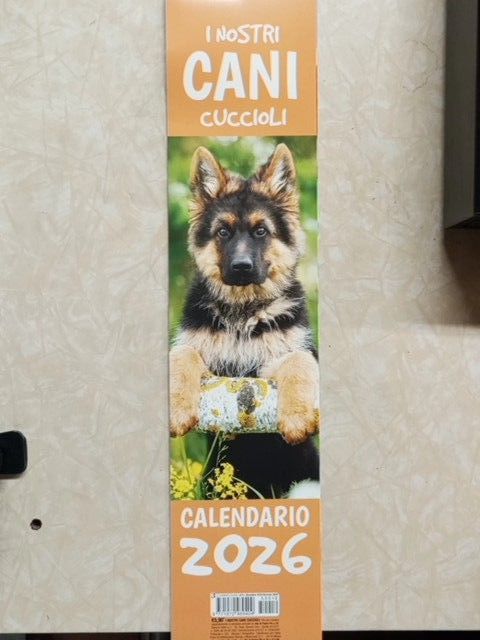 I NOSTRI
CANI
CUCCIOLI
CALENDARIO
2026